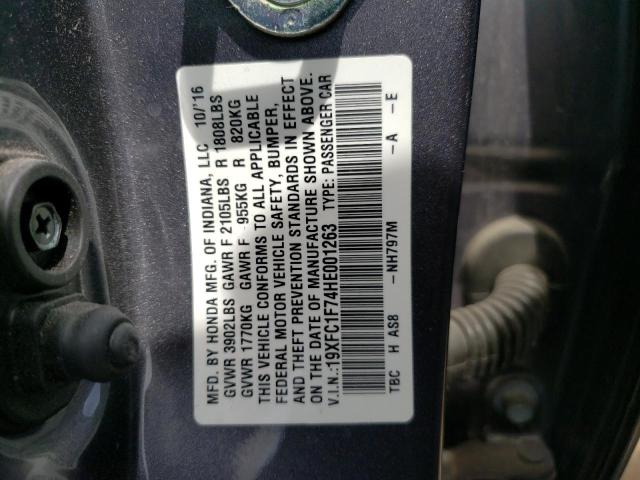 MFD. BY HONDA MFG. OF INDIANA, LLC 10/'16
GVWR 3902LBS GAWR F 2105LBS R 1808LBS
GVWR 1770KG GAWR F 955KG R 820KG
THIS VEHICLE CONFORMS TO ALL APPLICABLE
FEDERAL MOTOR VEHICLE SAFETY, BUMPER,
AND THEFT PREVENTION STANDARDS IN EFFECT
ON THE DATE OF MANUFACTURE SHOWN ABOVE.
V.I.N.:19XFC1F74HE001263 TYPE: PASSENGER CAR
TBC H AS8 -NH797M -A -E